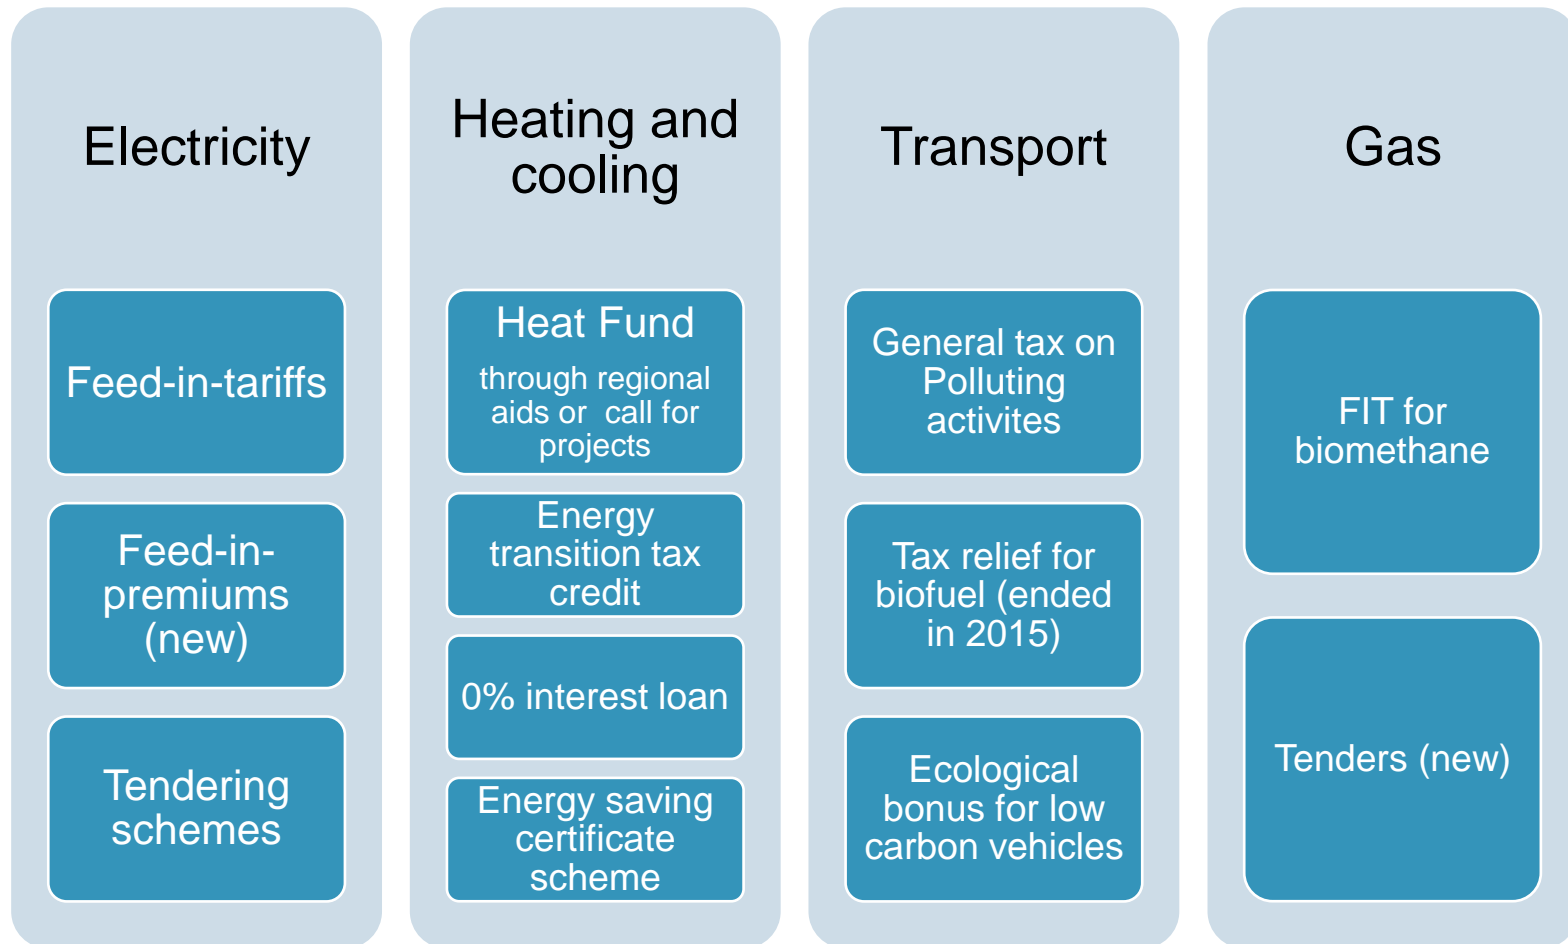 Electricity
Feed-in-tariffs
Feed-in-
premiums
(new)
Tendering
schemes
Heating and
cooling
Heat Fund
through regional
aids or  call for
projects
Energy
transition tax
credit
0% interest loan
Energy saving
certificate
scheme
Transport
General tax on
Polluting
activites
Tax relief for
biofuel (ended
in 2015)
Ecological
bonus for low
carbon vehicles
Gas
FIT for
biomethane
Tenders (new)